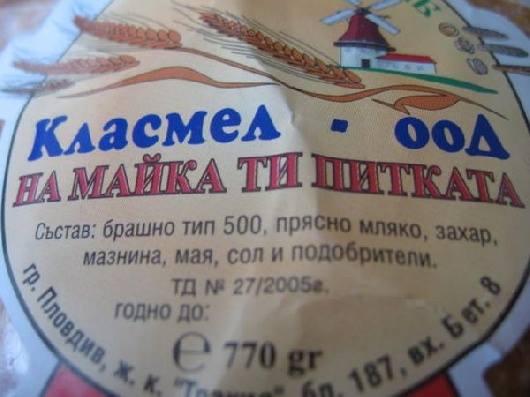 Класмел - ООД
НА МАЙКА ТИ ПИТКАТА
Състав: брашно тип 500, прясно мляко, захар,
мазнина, мая, сол и подобрители.
ТД № 27/2005г.
годно до:
℮ 770 gr
гр. Пловдив, ж. к. "Тракия" бл. 187, вх. Б ет. 8